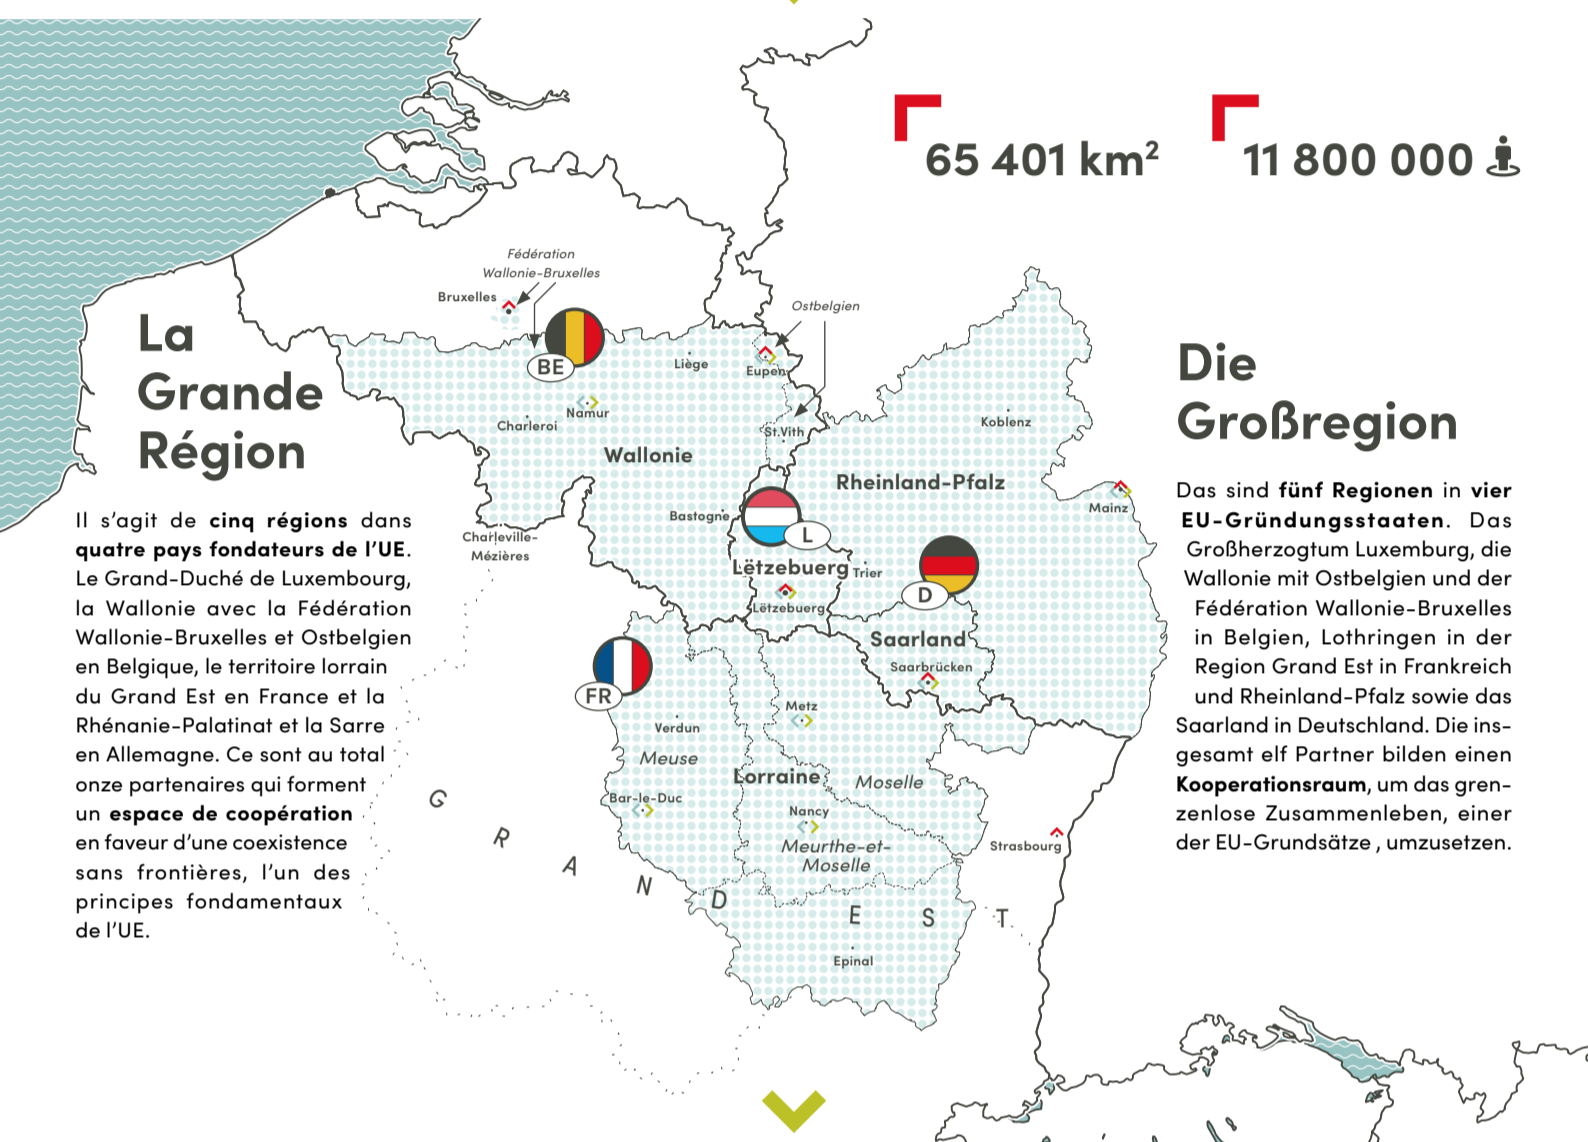 65 401 km²
11 800 000
La
Grande
Région
Il s’agit de cinq régions dans
quatre pays fondateurs de l’UE.
Le Grand-Duché de Luxembourg,
la Wallonie avec la Fédération
Wallonie-Bruxelles et Ostbelgien
en Belgique, le territoire lorrain
du Grand Est en France et la
Rhénanie-Palatinat et la Sarre
en Allemagne. Ce sont au total
onze partenaires qui forment
un espace de coopération
en faveur d’une coexistence
sans frontières, l’un des
principes fondamentaux
de l’UE.
Fédération
Wallonie-Bruxelles
Bruxelles
Ostbelgien
BE
Liège
Eupen
Namur
Charleroi
St.Vith
Koblenz
Wallonie
Rheinland-Pfalz
Mainz
Bastogne
L
Charleville-
Mézières
Lëtzebuerg
Trier
D
Lëtzebuerg
Saarland
Saarbrücken
FR
Metz
Verdun
Meuse
Lorraine
Moselle
Bar-le-Duc
Nancy
Meurthe-et-
Moselle
Strasbourg
GRAND EST
Epinal
Die
Großregion
Das sind fünf Regionen in vier
EU-Gründungsstaaten. Das
Großherzogtum Luxemburg, die
Wallonie mit Ostbelgien und der
Fédération Wallonie-Bruxelles
in Belgien, Lothringen in der
Region Grand Est in Frankreich
und Rheinland-Pfalz sowie das
Saarland in Deutschland. Die ins-
gesamt elf Partner bilden einen
Kooperationsraum, um das gren-
zenlose Zusammenleben, einer
der EU-Grundsätze , umzusetzen.